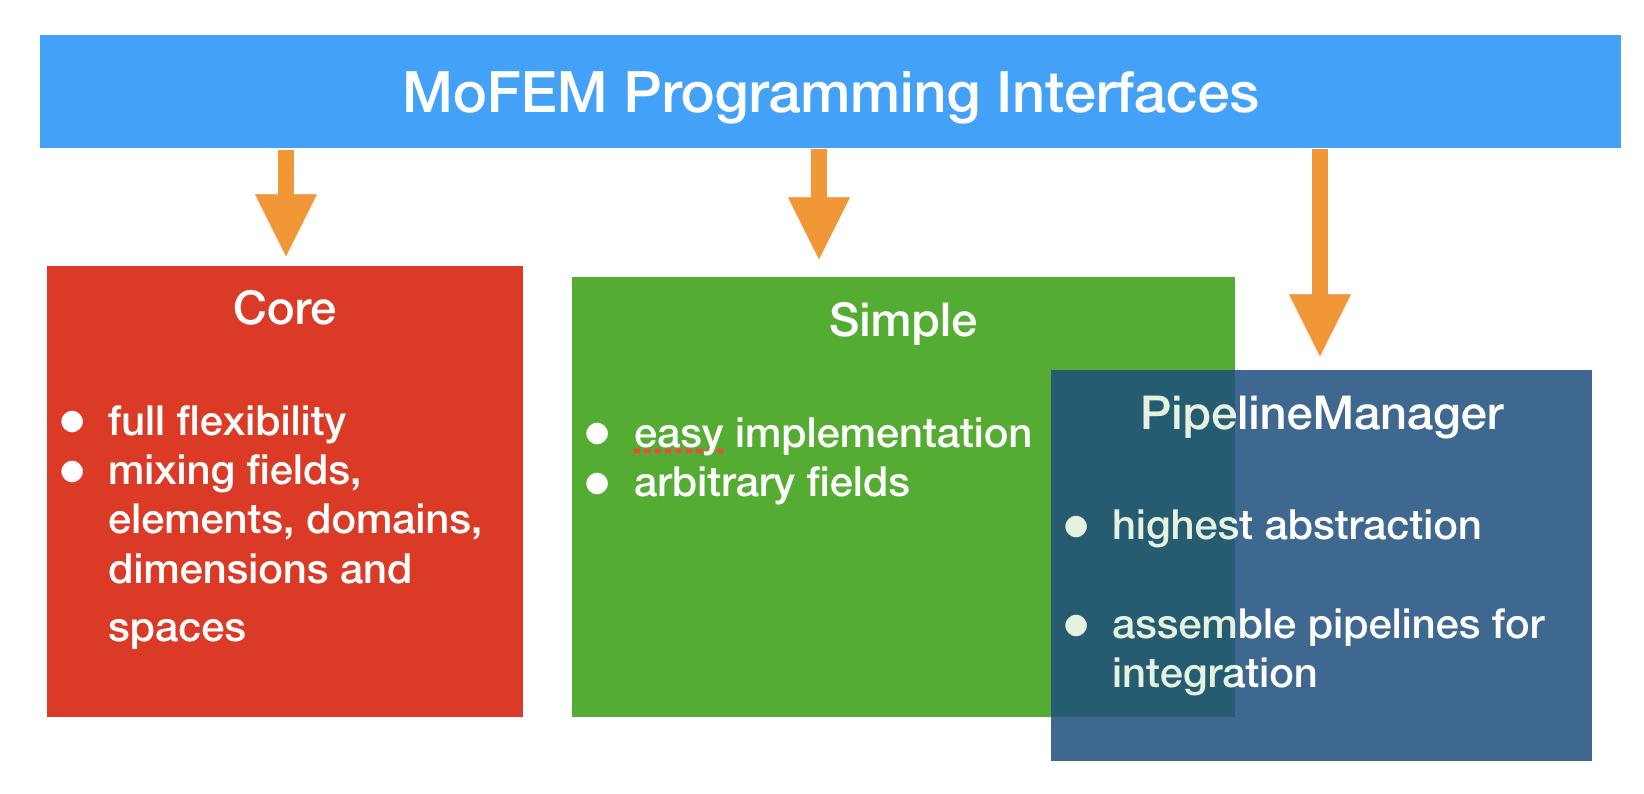 MoFEM Programming Interfaces
Core
● full flexibility
● mixing fields,
elements, domains,
dimensions and
spaces
Simple
● easy implementation
● arbitrary fields
PipelineManager
● highest abstraction
● assemble pipelines for
integration